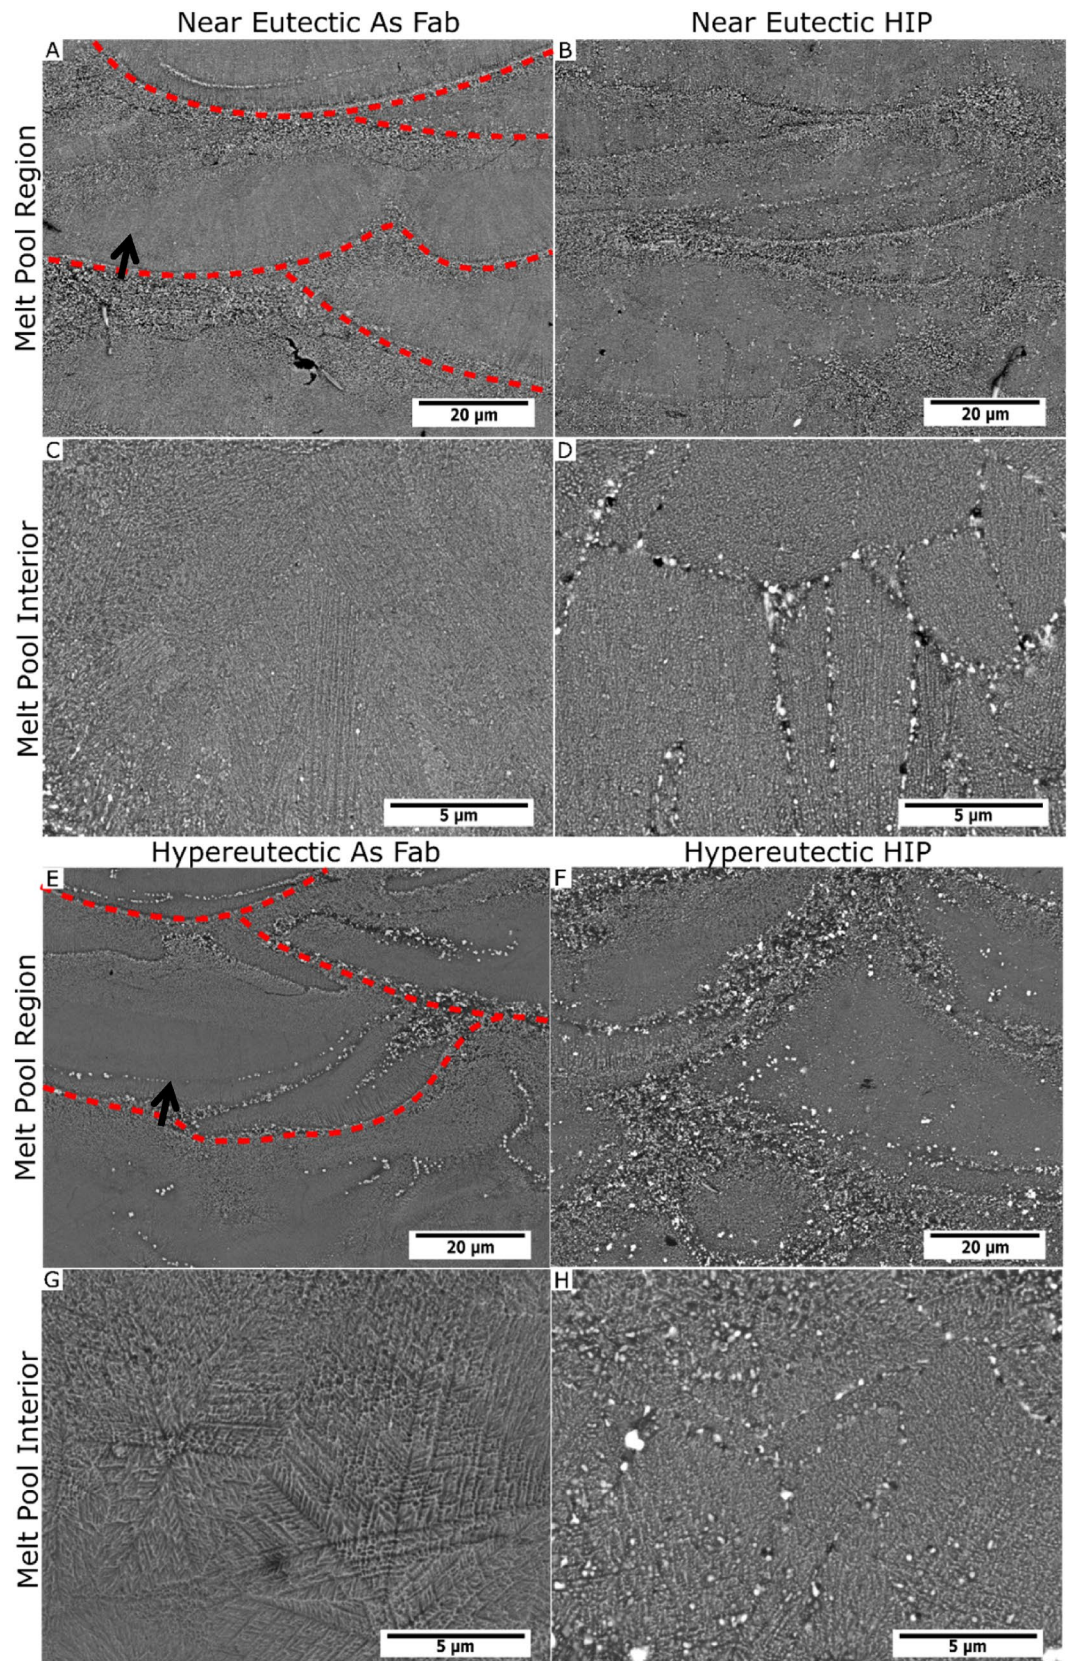 Near Eutectic As Fab
Near Eutectic HIP
Melt Pool Region
A
20 µm
B
20 µm
Melt Pool Interior
C
5 µm
D
5 µm
Hypereutectic As Fab
Hypereutectic HIP
Melt Pool Region
E
20 µm
F
20 µm
Melt Pool Interior
G
5 µm
H
5 µm